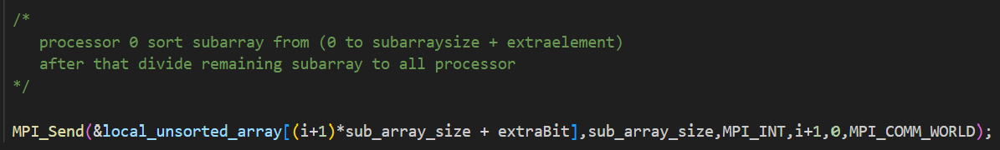 /*
processor 0 sort subarray from (0 to subarraysize + extraelement)
after that divide remaining subarray to all processor
*/
MPI_Send(&local_unsorted_array[(i+1)*sub_array_size + extraBit],sub_array_size,MPI_INT,i+1,0,MPI_COMM_WORLD);